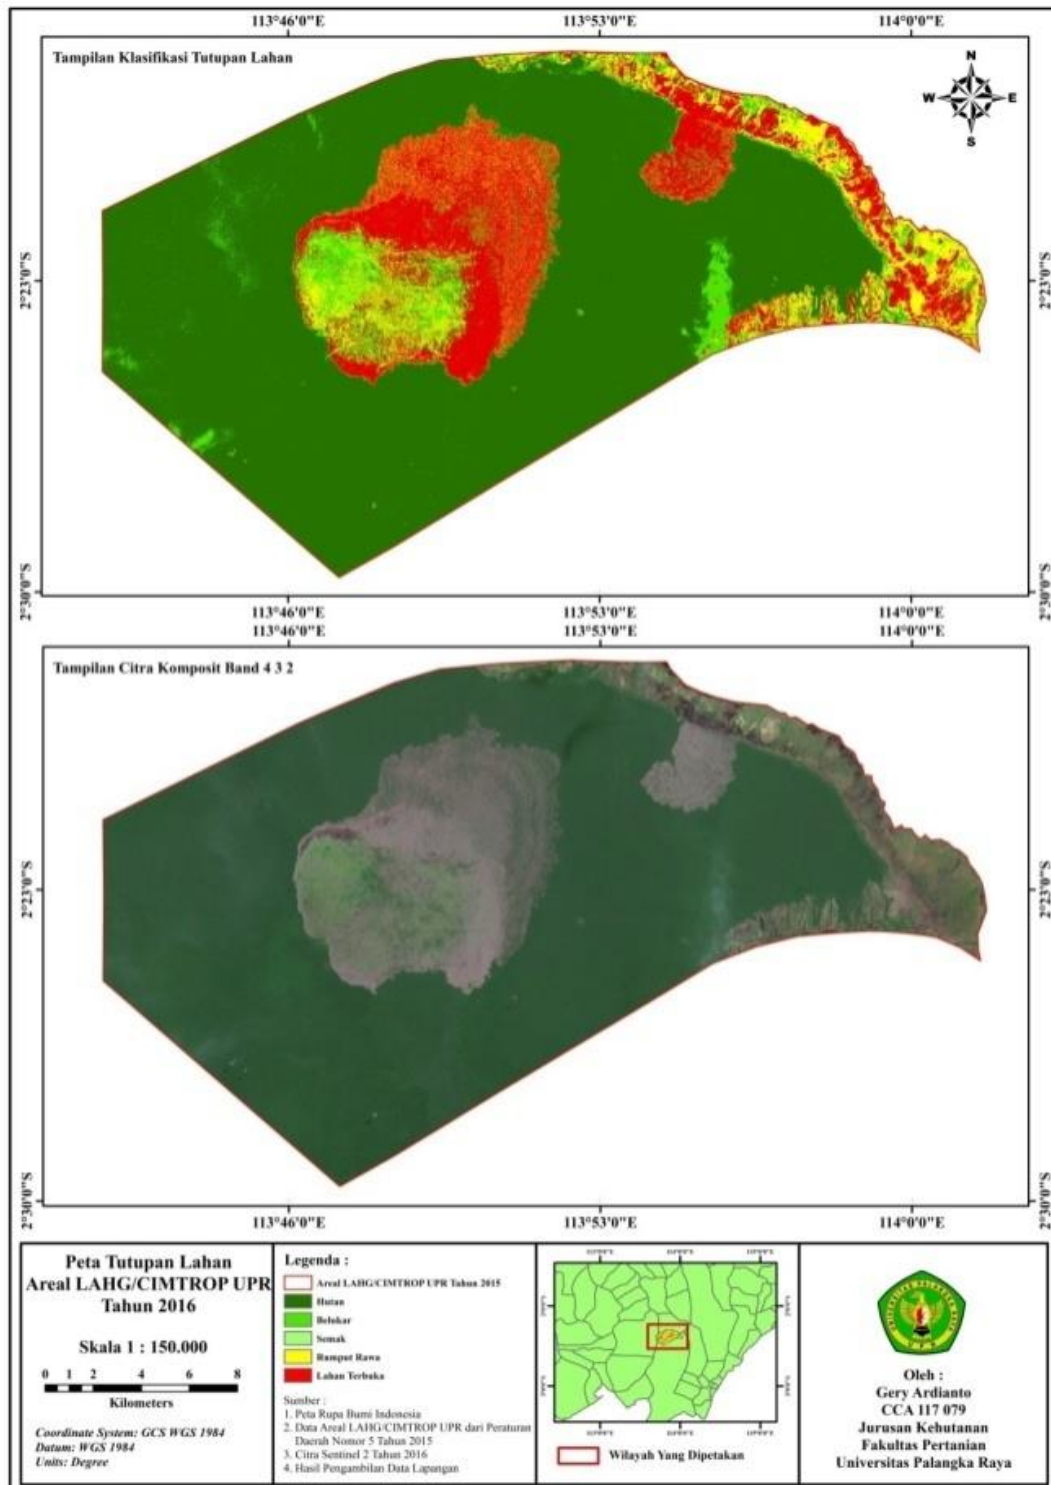 113°46'0"E 113°53'0"E 114°0'0"E
Tampilan Klasifikasi Tutupan Lahan
N
W E
S
2°23'0"S 2°23'0"S
2°30'0"S 2°30'0"S
113°46'0"E 113°53'0"E 114°0'0"E
113°46'0"E 113°53'0"E 114°0'0"E
Tampilan Citra Komposit Band 4 3 2
2°23'0"S 2°23'0"S
2°30'0"S 2°30'0"S
113°46'0"E 113°53'0"E 114°0'0"E
Peta Tutupan Lahan
Areal LAHG/CIMTROP UPR
Tahun 2016
Skala 1 : 150.000
0 1 2 4 6 8
Kilometers
Coordinate System: GCS WGS 1984
Datum: WGS 1984
Units: Degree
Legenda :
Areal LAHG/CIMTROP UPR Tahun 2015
Hutan
Belukar
Semak
Rumput Rawa
Lahan Terbuka
Sumber :
1. Peta Rupa Bumi Indonesia
2. Data Areal LAHG/CIMTROP UPR dari Peraturan
Daerah Nomor 5 Tahun 2015
3. Citra Sentinel 2 Tahun 2016
4. Hasil Pengambilan Data Lapangan
Wilayah Yang Dipetakan
UNIVERSITAS PALANGKA RAYA
Oleh :
Gery Ardianto
CCA 117 079
Jurusan Kehutanan
Fakultas Pertanian
Universitas Palangka Raya